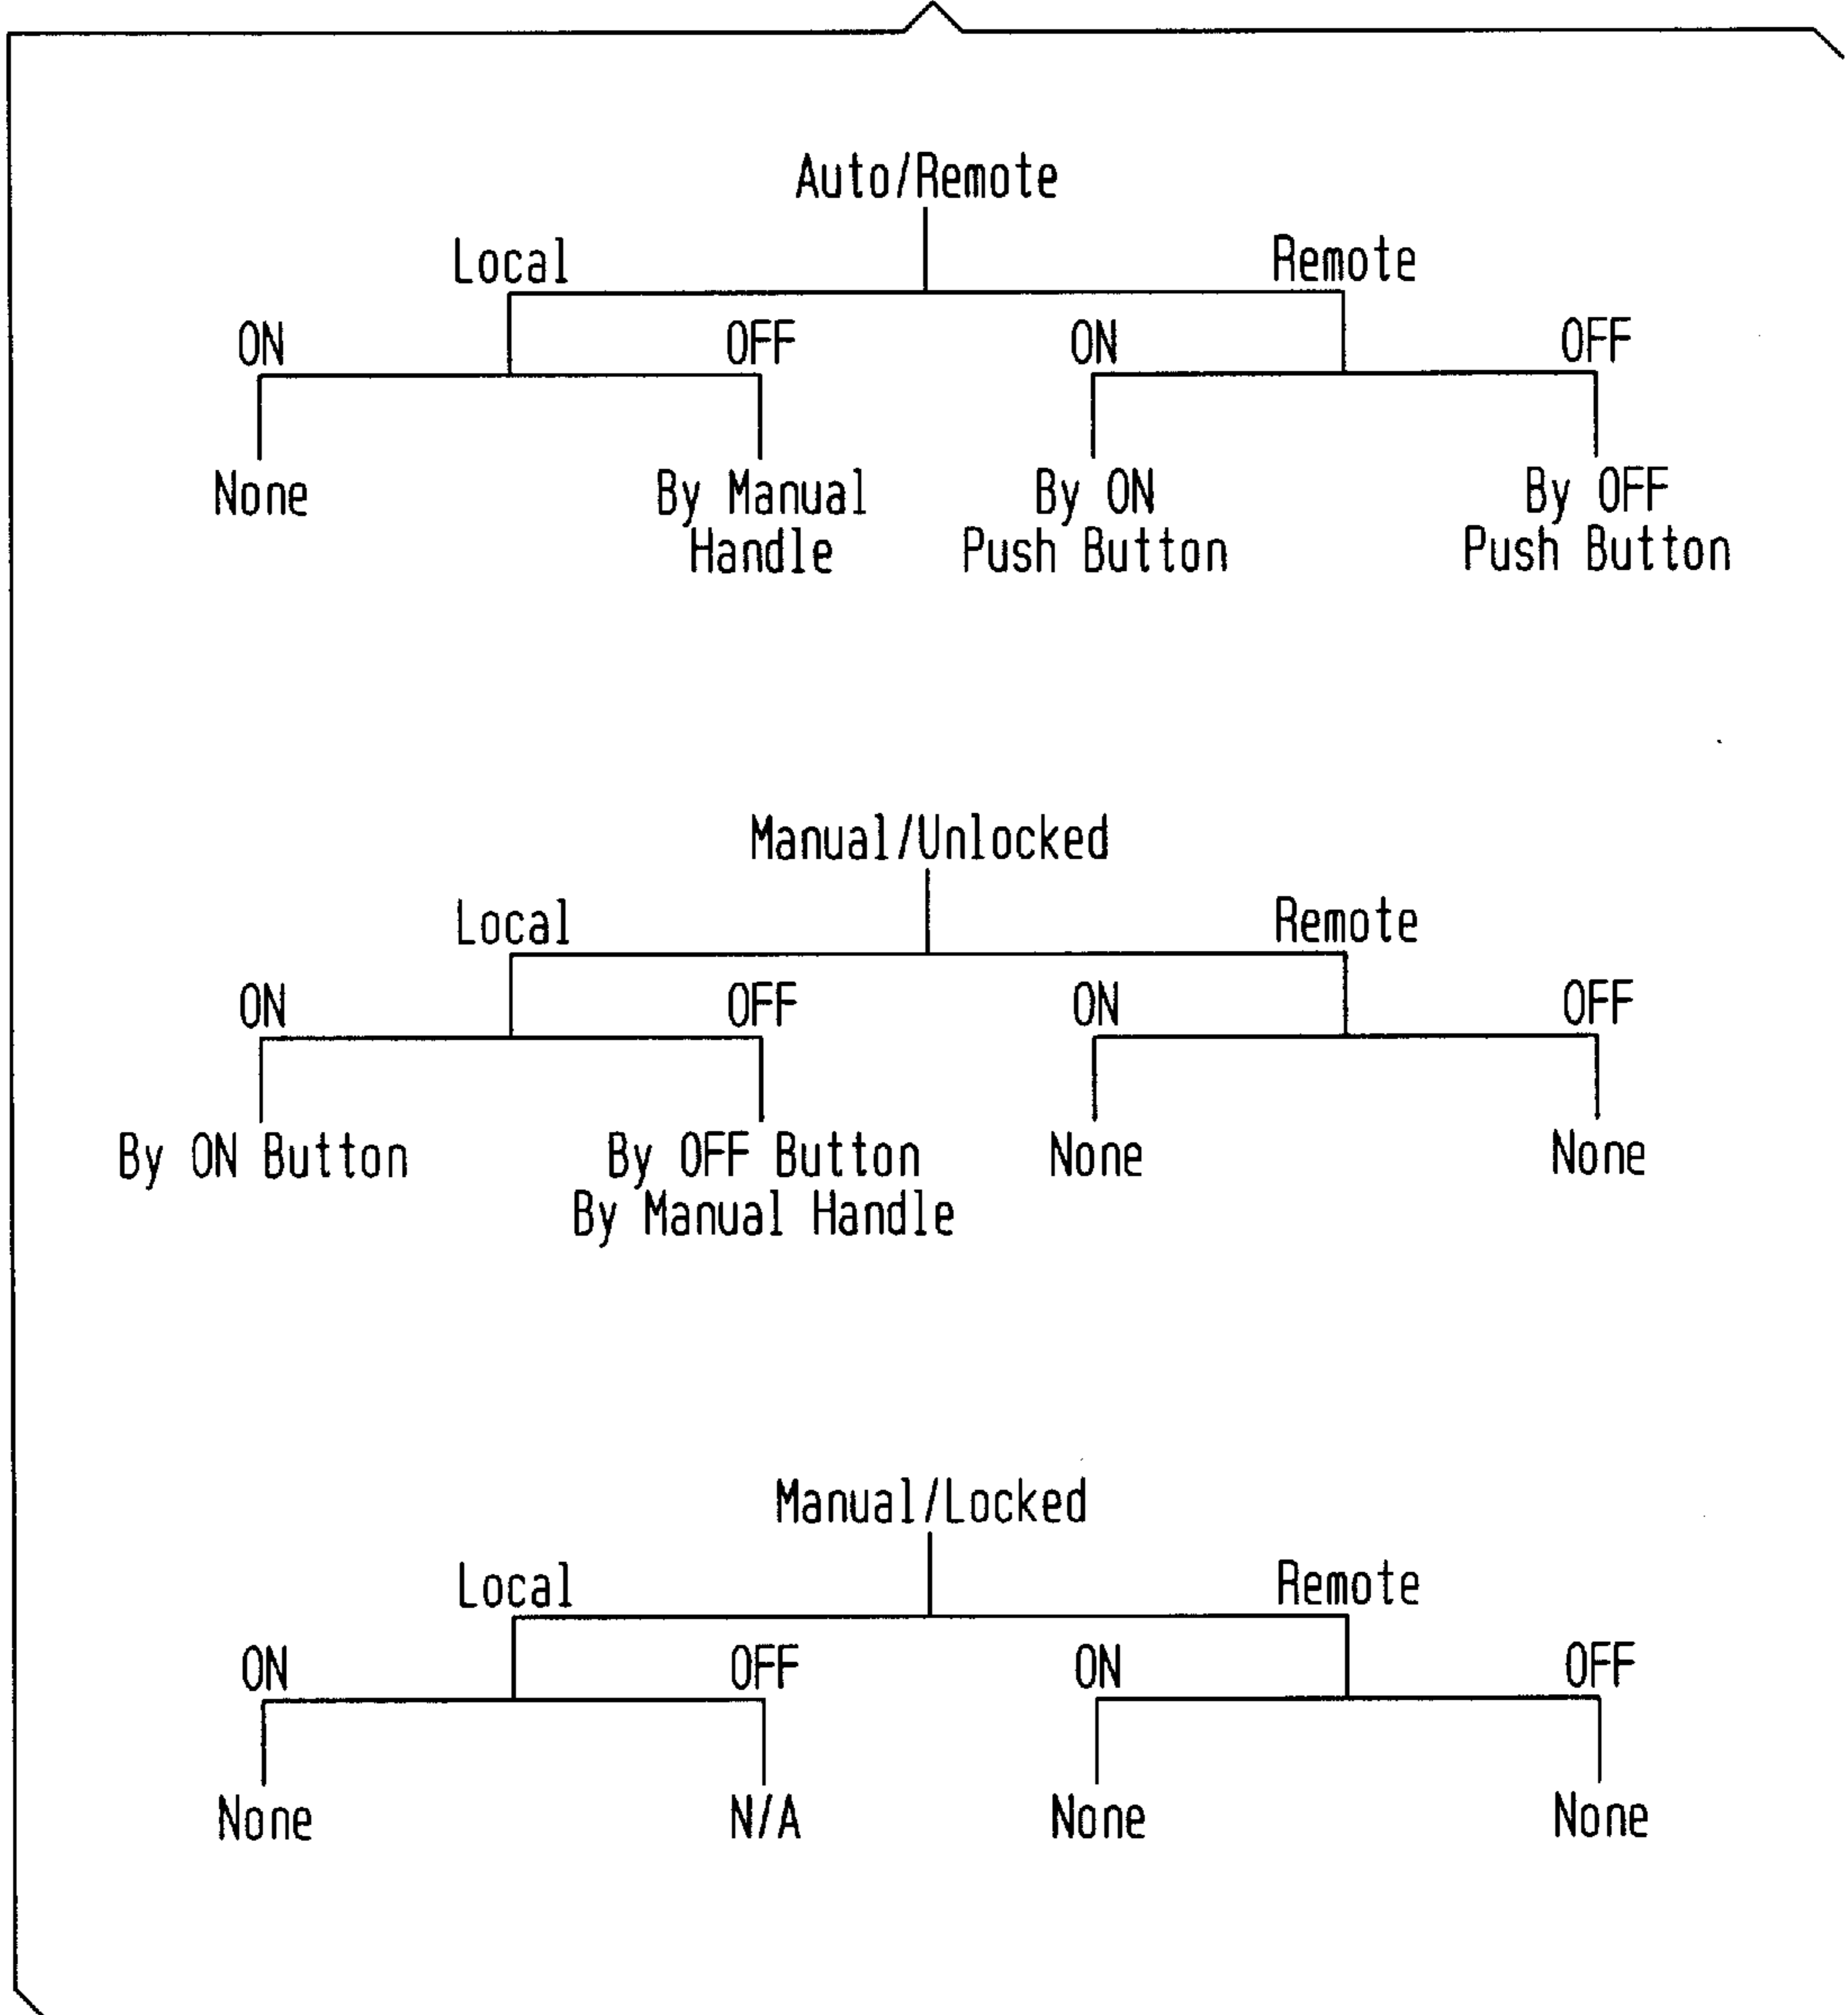 Auto/Remote
Local Remote
ON OFF ON OFF
None By Manual Handle By ON Push Button By OFF Push Button
Manual/Unlocked
Local Remote
ON OFF ON OFF
By ON Button By OFF Button By Manual Handle None None
Manual/Locked
Local Remote
ON OFF ON OFF
None N/A None None